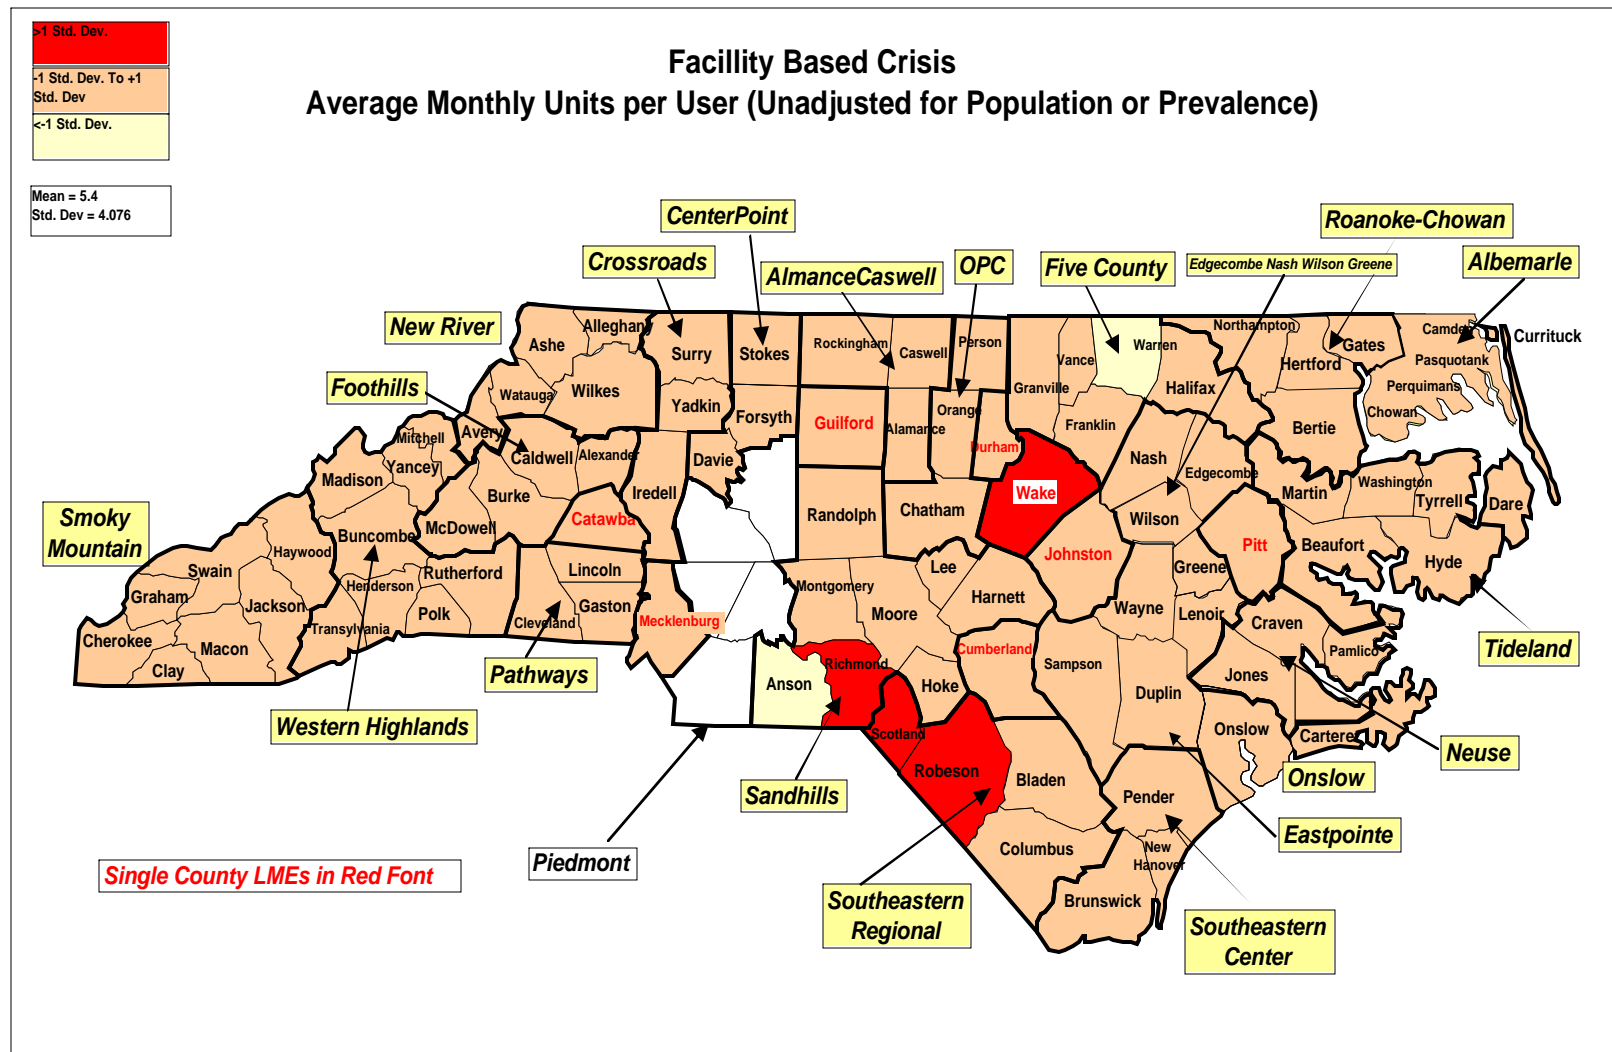 >1 Std. Dev.
-1 Std. Dev. To +1
Std. Dev
<-1 Std. Dev.
Mean = 5.4
Std. Dev = 4.076
Facillity Based Crisis
Average Monthly Units per User (Unadjusted for Population or Prevalence)
CenterPoint
Roanoke-Chowan
Crossroads
AlmanceCaswell
OPC
Five County
Edgecombe Nash Wilson Greene
Albemarle
New River
Foothills
Smoky
Mountain
Western Highlands
Pathways
Piedmont
Sandhills
Southeastern
Regional
Southeastern
Center
Eastpointe
Onslow
Neuse
Tideland
Single County LMEs in Red Font
Ashe
Alleghany
Surry
Stokes
Rockingham
Caswell
Person
Granville
Vance
Warren
Northampton
Hertford
Gates
Camden
Currituck
Pasquotank
Perquimans
Chowan
Watauga
Wilkes
Yadkin
Forsyth
Guilford
Alamance
Orange
Durham
Franklin
Halifax
Bertie
Mitchell
Avery
Yancey
Madison
Caldwell
Alexander
Davie
Iredell
Burke
McDowell
Catawba
Randolph
Chatham
Wake
Nash
Edgecombe
Wilson
Martin
Washington
Tyrrell
Dare
Buncombe
Haywood
Swain
Graham
Jackson
Cherokee
Macon
Clay
Transylvania
Henderson
Rutherford
Polk
Cleveland
Lincoln
Gaston
Mecklenburg
Montgomery
Moore
Lee
Harnett
Johnston
Greene
Pitt
Beaufort
Hyde
Wayne
Lenoir
Craven
Pamlico
Jones
Anson
Richmond
Hoke
Cumberland
Sampson
Duplin
Onslow
Carteret
Scotland
Robeson
Bladen
Pender
Columbus
New
Hanover
Brunswick